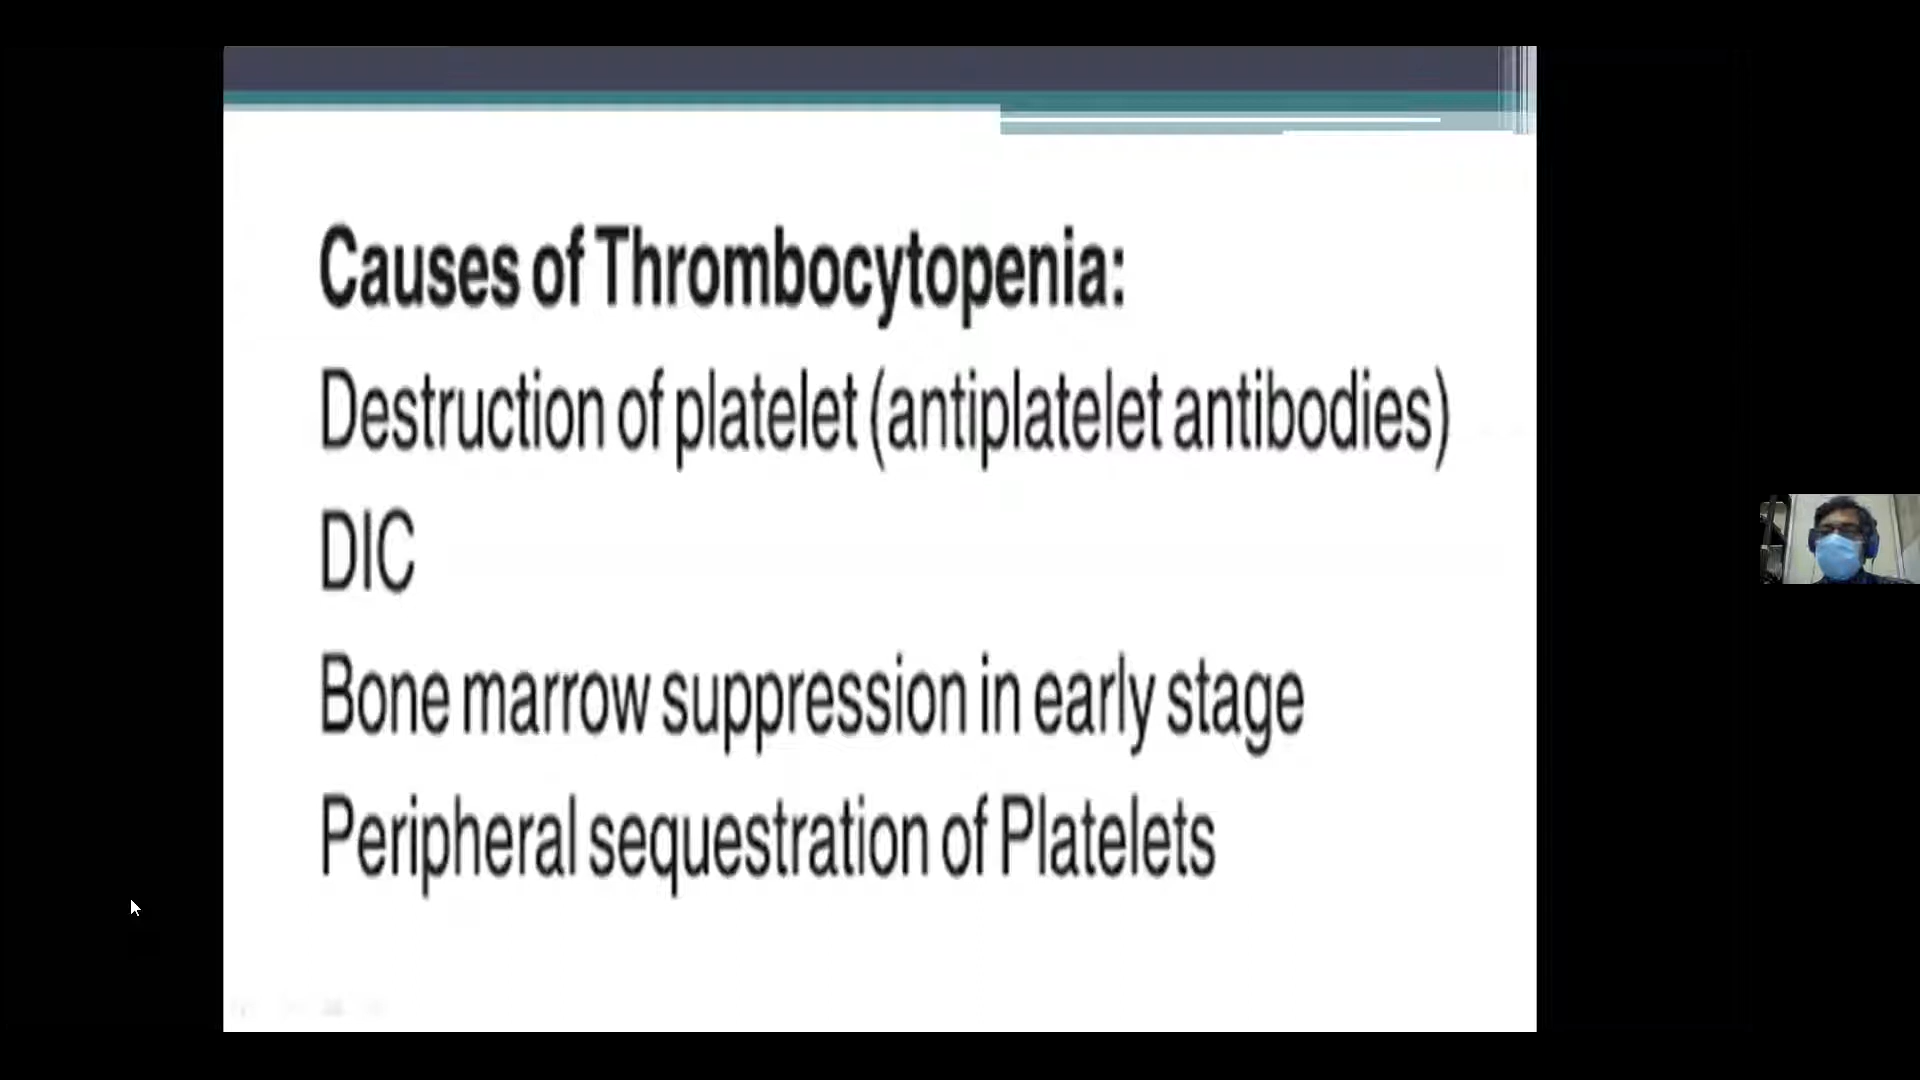 Causes of Thrombocytopenia:
Destruction of platelet (antiplatelet antibodies)
DIC
Bone marrow suppression in early stage
Peripheral sequestration of Platelets